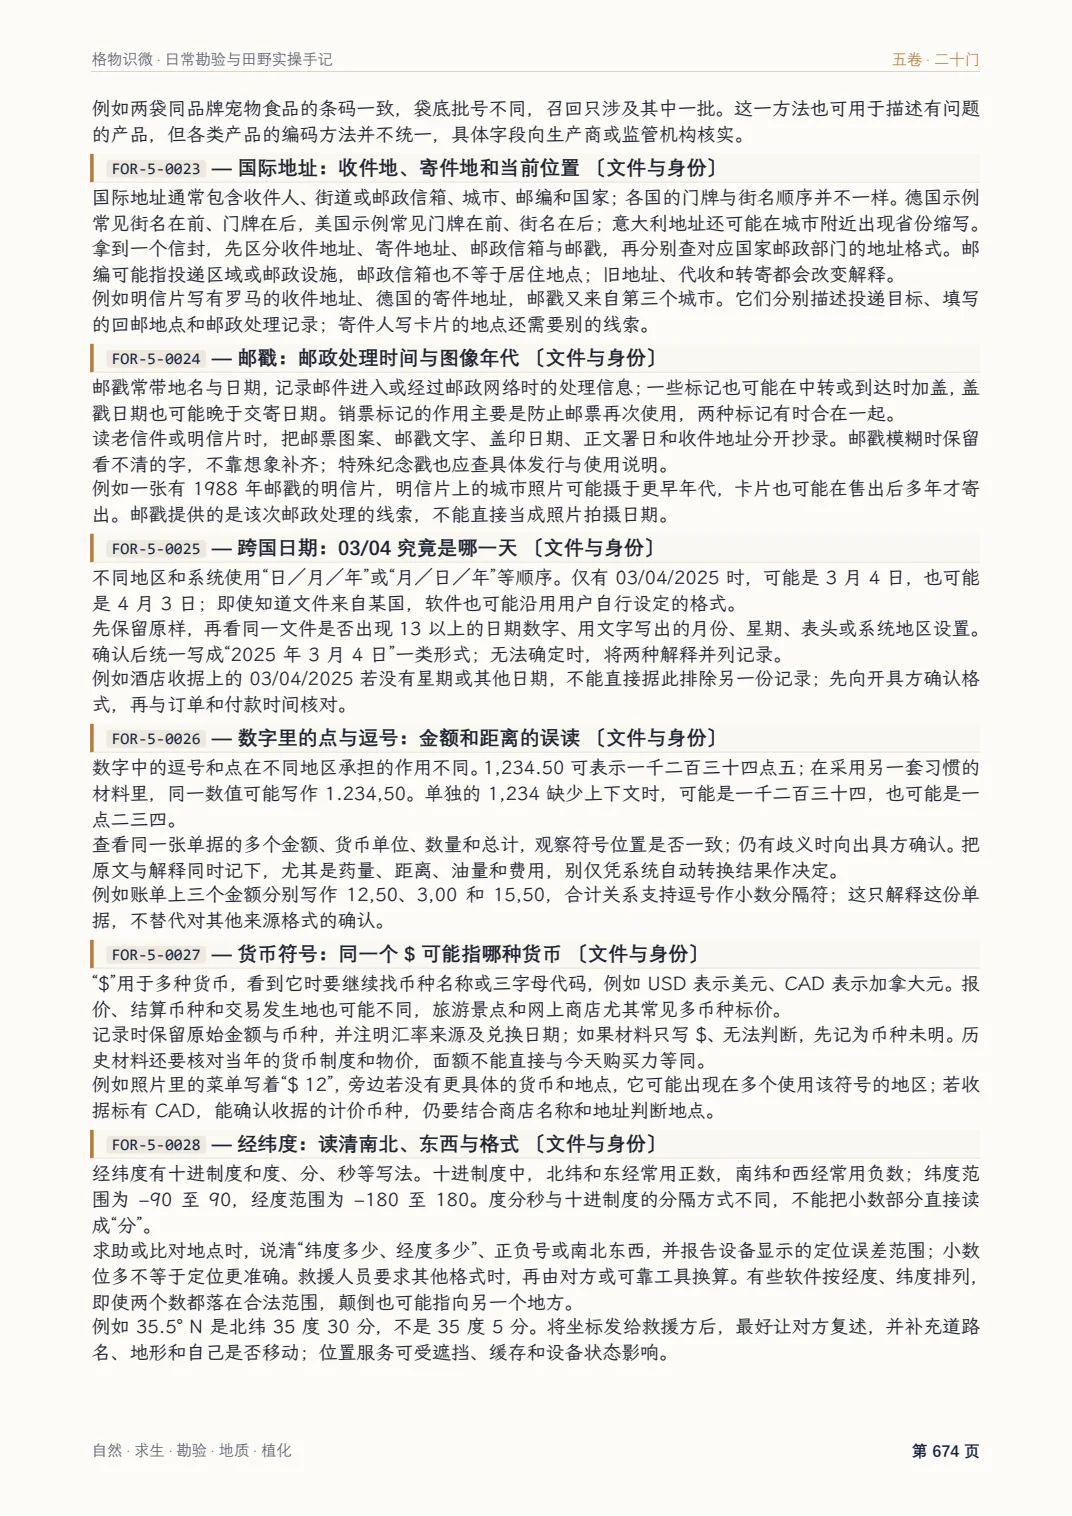 格物识微 · 日常勘验与田野实操手记
五卷 · 二十门
例如两袋同品牌宠物食品的条码一致，袋底批号不同，召回只涉及其中一批。这一方法也可用于描述有问题
的产品，但各类产品的编码方法并不统一，具体字段向生产商或监管机构核实。
FOR-5-0023 — 国际地址：收件地、寄件地和当前位置 〔文件与身份〕
国际地址通常包含收件人、街道或邮政信箱、城市、邮编和国家；各国的门牌与街名顺序并不一样。德国示例
常见街名在前、门牌在后，美国示例常见门牌在前、街名在后；意大利地址还可能在城市附近出现省份缩写。
拿到一个信封，先区分收件地址、寄件地址、邮政信箱与邮戳，再分别查对应国家邮政部门的地址格式。邮
编可能指投递区域或邮政设施，邮政信箱也不等于居住地点；旧地址、代收和转寄都会改变解释。
例如明信片写有罗马的收件地址、德国的寄件地址，邮戳又来自第三个城市。它们分别描述投递目标、填写
的回邮地点和邮政处理记录；寄件人写卡片的地点还需要别的线索。
FOR-5-0024 — 邮戳：邮政处理时间与图像年代 〔文件与身份〕
邮戳常带地名与日期，记录邮件进入或经过邮政网络时的处理信息；一些标记也可能在中转或到达时加盖，盖
戳日期也可能晚于交寄日期。销票标记的作用主要是防止邮票再次使用，两种标记有时合在一起。
读老信件或明信片时，把邮票图案、邮戳文字、盖印日期、正文署日和收件地址分开抄录。邮戳模糊时保留
看不清的字，不靠想象补齐；特殊纪念戳也应查具体发行与使用说明。
例如一张有 1988 年邮戳的明信片，明信片上的城市照片可能摄于更早年代，卡片也可能在售出后多年才寄
出。邮戳提供的是该次邮政处理的线索，不能直接当成照片拍摄日期。
FOR-5-0025 — 跨国日期：03/04 究竟是哪一天 〔文件与身份〕
不同地区和系统使用“日／月／年”或“月／日／年”等顺序。仅有 03/04/2025 时，可能是 3 月 4 日，也可能
是 4 月 3 日；即使知道文件来自某国，软件也可能沿用用户自行设定的格式。
先保留原样，再看同一文件是否出现 13 以上的日期数字、用文字写出的月份、星期、表头或系统地区设置。
确认后统一写成“2025 年 3 月 4 日”一类形式；无法确定时，将两种解释并列记录。
例如酒店收据上的 03/04/2025 若没有星期或其他日期，不能直接据此排除另一份记录；先向开具方确认格
式，再与订单和付款时间核对。
FOR-5-0026 — 数字里的点与逗号：金额和距离的误读 〔文件与身份〕
数字中的逗号和点在不同地区承担的作用不同。1,234.50 可表示一千二百三十四点五；在采用另一套习惯的
材料里，同一数值可能写作 1.234,50。单独的 1,234 缺少上下文时，可能是一千二百三十四，也可能是一
点二三四。
查看同一张单据的多个金额、货币单位、数量和总计，观察符号位置是否一致；仍有歧义时向出具方确认。把
原文与解释同时记下，尤其是药量、距离、油量和费用，别仅凭系统自动转换结果作决定。
例如账单上三个金额分别写作 12,50、3,00 和 15,50，合计关系支持逗号作小数分隔符；这只解释这份单
据，不替代对其他来源格式的确认。
FOR-5-0027 — 货币符号：同一个 $ 可能指哪种货币 〔文件与身份〕
“$”用于多种货币，看到它时要继续找币种名称或三字母代码，例如 USD 表示美元、CAD 表示加拿大元。报
价、结算币种和交易发生地也可能不同，旅游景点和网上商店尤其常见多币种标价。
记录时保留原始金额与币种，并注明汇率来源及兑换日期；如果材料只写 $、无法判断，先记为币种未明。历
史材料还要核对当年的货币制度和物价，面额不能直接与今天购买力等同。
例如照片里的菜单写着“$ 12”，旁边若没有更具体的货币和地点，它可能出现在多个使用该符号的地区；若收
据标有 CAD，能确认收据的计价币种，仍要结合商店名称和地址判断地点。
FOR-5-0028 — 经纬度：读清南北、东西与格式 〔文件与身份〕
经纬度有十进制度和度、分、秒等写法。十进制度中，北纬和东经常用正数，南纬和西经常用负数；纬度范
围为 −90 至 90，经度范围为 −180 至 180。度分秒与十进制度的分隔方式不同，不能把小数部分直接读
成“分”。
求助或比对地点时，说清“纬度多少、经度多少”、正负号或南北东西，并报告设备显示的定位误差范围；小数
位多不等于定位更准确。救援人员要求其他格式时，再由对方或可靠工具换算。有些软件按经度、纬度排列，
即使两个数都落在合法范围，颠倒也可能指向另一个地方。
例如 35.5° N 是北纬 35 度 30 分，不是 35 度 5 分。将坐标发给救援方后，最好让对方复述，并补充道路
名、地形和自己是否移动；位置服务可受遮挡、缓存和设备状态影响。
自然 · 求生 · 勘验 · 地质 · 植化
第 674 页